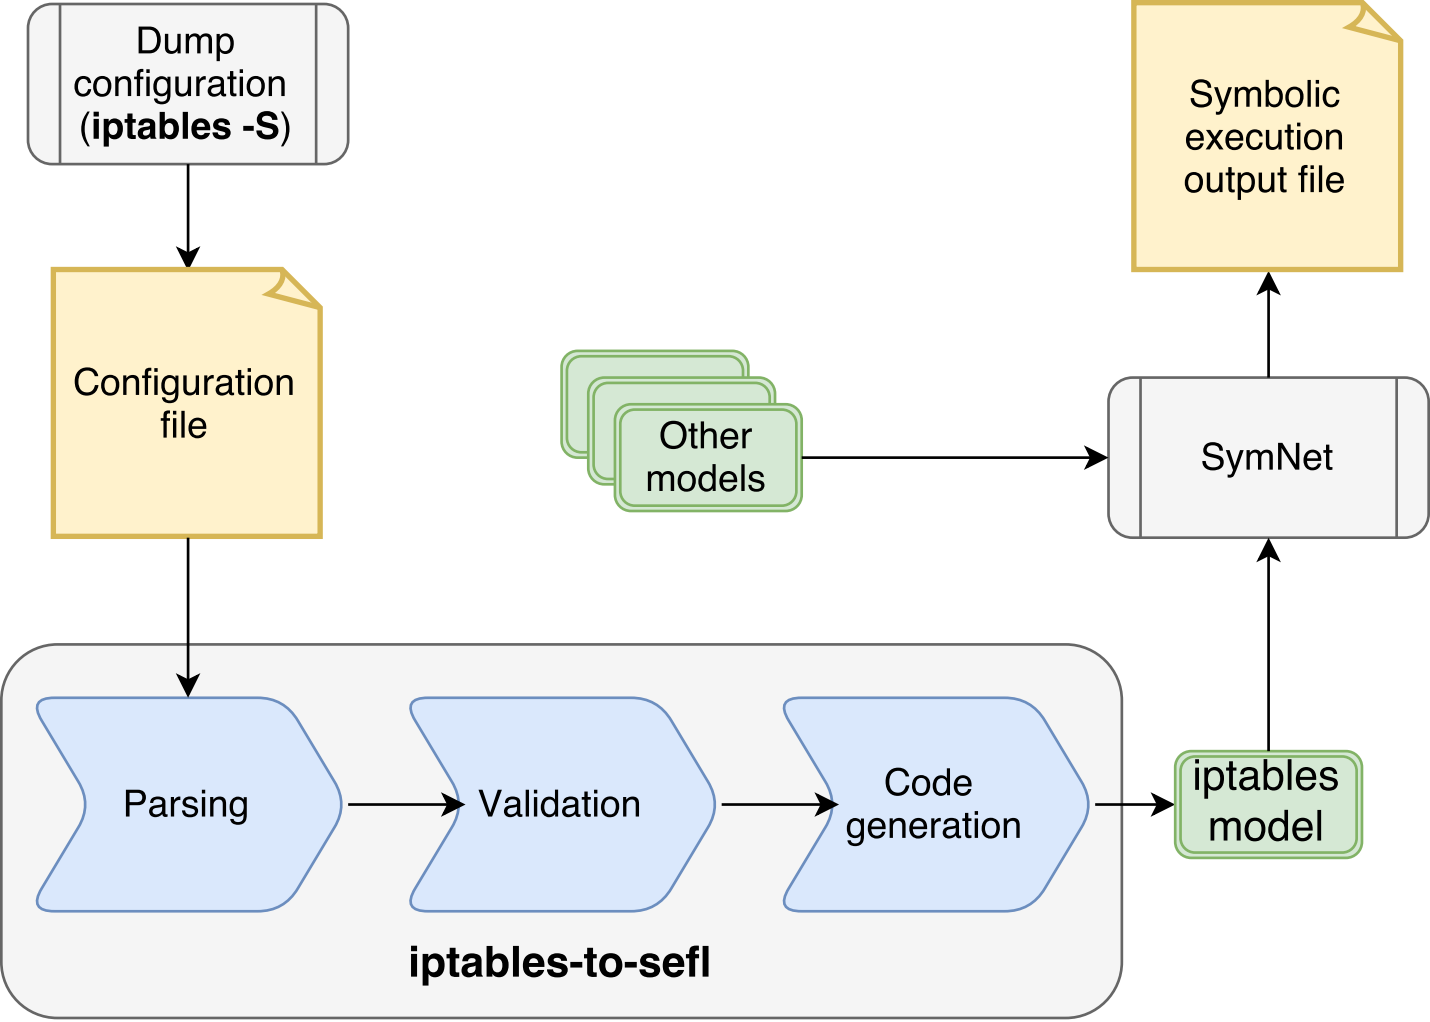 Dump
configuration
(iptables -S)
Symbolic
execution
output file
Configuration
file
Other
models
SymNet
Parsing
Validation
Code
generation
iptables
model
iptables-to-sefl